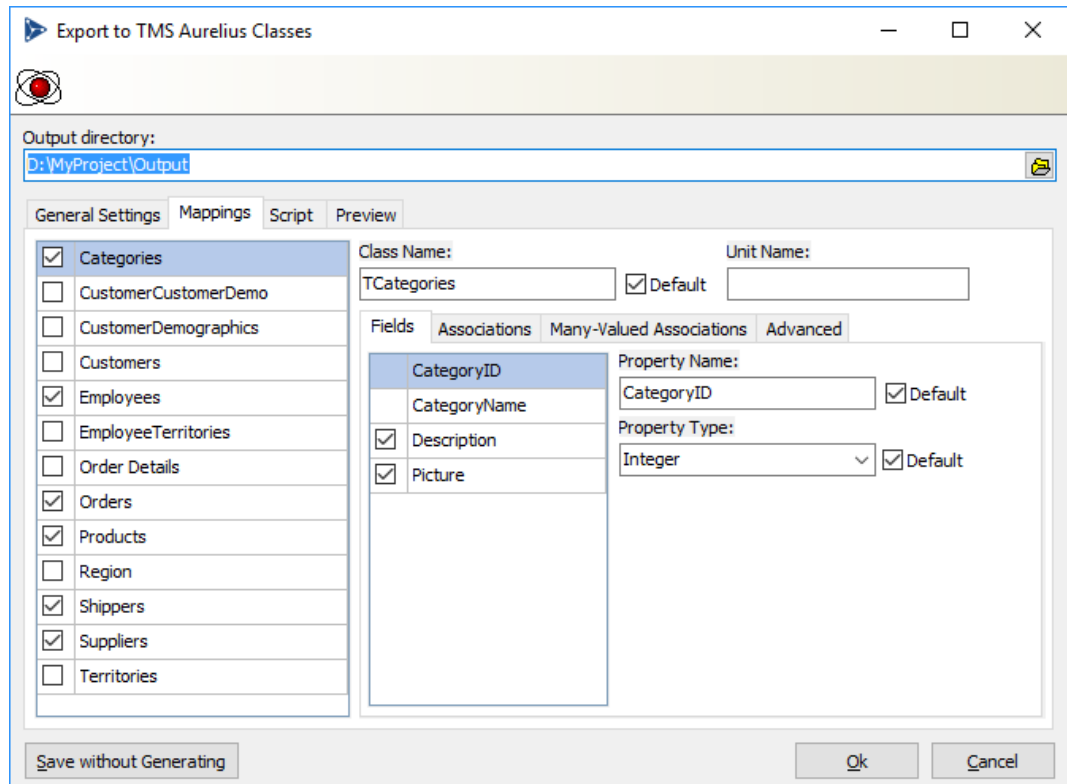 Export to TMS Aurelius Classes
Output directory:
D:\MyProject\Output
General Settings Mappings Script Preview
Categories
CustomerCustomerDemo
CustomerDemographics
Customers
Employees
EmployeeTerritories
Order Details
Orders
Products
Region
Shippers
Suppliers
Territories
Class Name:
TCategories
Default
Unit Name:
Fields Associations Many-Valued Associations Advanced
CategoryID
CategoryName
Description
Picture
Property Name:
CategoryID
Default
Property Type:
Integer
Default
Save without Generating
Ok
Cancel